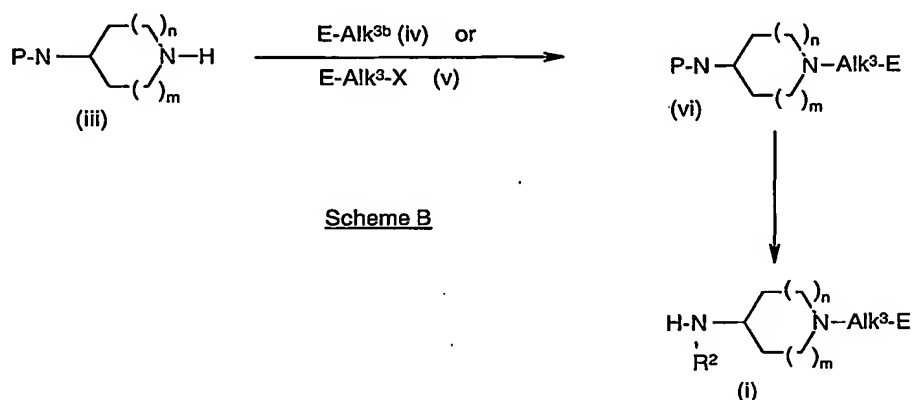 P-N ( )n N-H ( )m
(iii)
E-Alk³ᵇ (iv) or
E-Alk³-X (v)
P-N ( )n N-Alk³-E ( )m
(vi)
Scheme B
H-N ( )n N-Alk³-E ( )m
R²
(i)